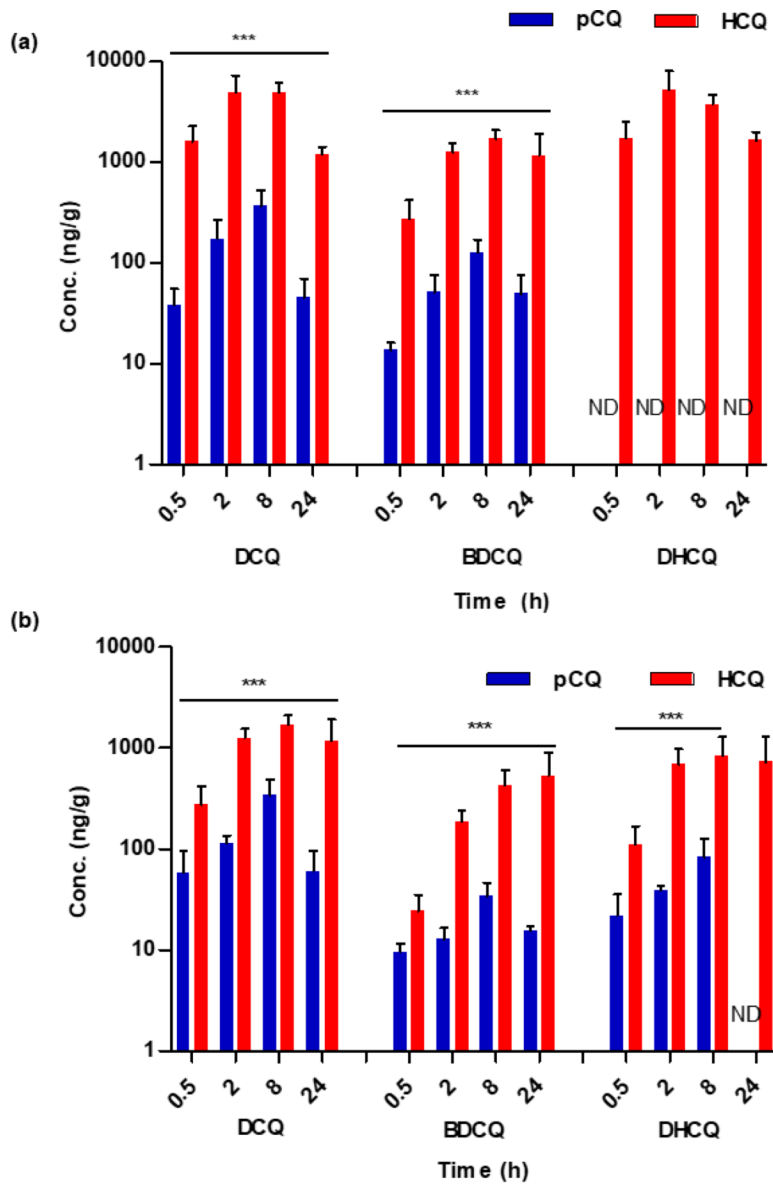 (a)
pCQ HCQ
***
***
10000
1000
100
10
1
Conc. (ng/g)
ND ND ND ND
0.5 2 8 24 0.5 2 8 24 0.5 2 8 24
DCQ BDCQ DHCQ
Time (h)
(b)
pCQ HCQ
***
***
***
10000
1000
100
10
1
Conc. (ng/g)
ND
0.5 2 8 24 0.5 2 8 24 0.5 2 8 24
DCQ BDCQ DHCQ
Time (h)